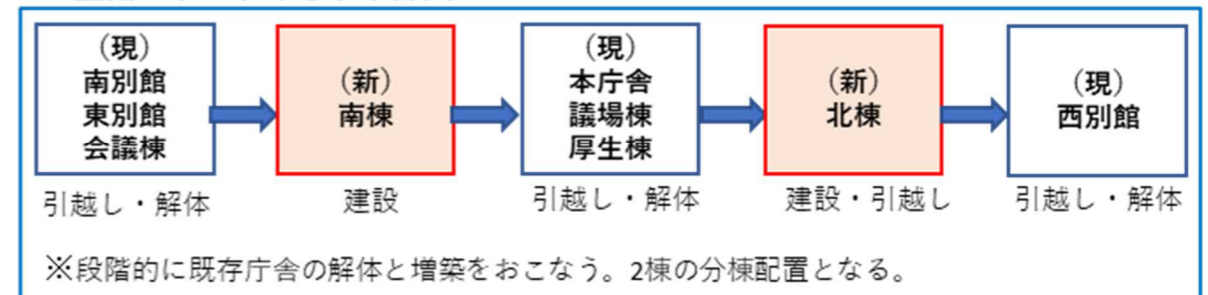 (現)
南別館
東別館
会議棟
引越し・解体
(新)
南棟
建設
(現)
本庁舎
議場棟
厚生棟
引越し・解体
(新)
北棟
建設・引越し
(現)
西別館
引越し・解体
※段階的に既存庁舎の解体と増築をおこなう。2棟の分棟配置となる。